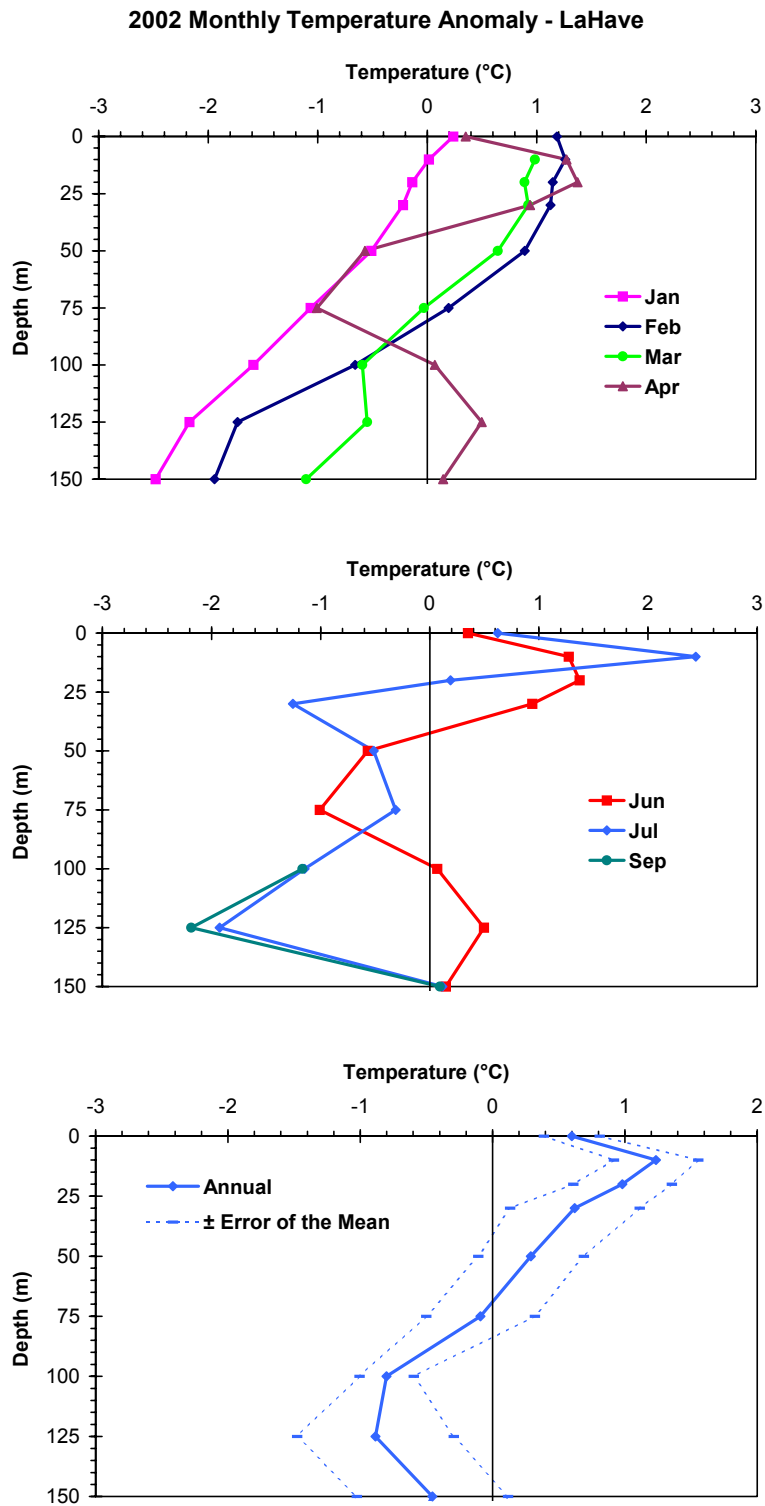 2002 Monthly Temperature Anomaly - LaHave
Temperature (°C)
-3 -2 -1 0 1 2 3
0
25
50
75
100
125
150
Depth (m)
Jan
Feb
Mar
Apr
Temperature (°C)
-3 -2 -1 0 1 2 3
0
25
50
75
100
125
150
Depth (m)
Jun
Jul
Sep
Temperature (°C)
-3 -2 -1 0 1 2
0
25
50
75
100
125
150
Depth (m)
Annual
± Error of the Mean